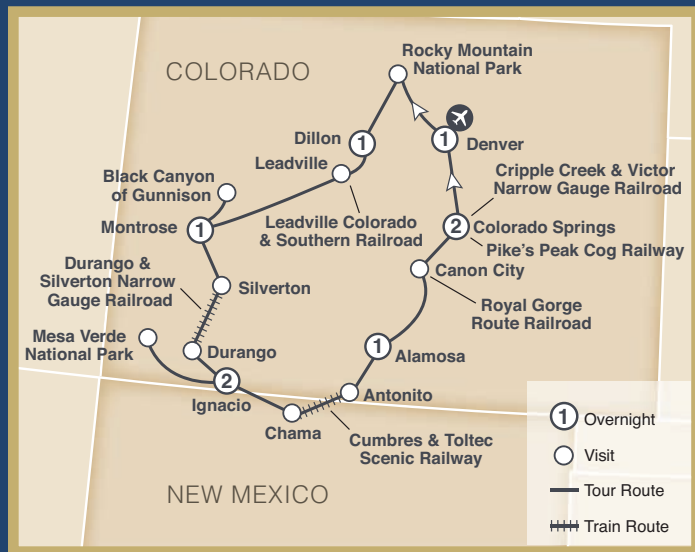 COLORADO
Rocky Mountain
National Park
Dillon
1
1
Denver
Leadville
Black Canyon
of Gunnison
Cripple Creek & Victor
Narrow Gauge Railroad
Montrose
1
Leadville Colorado
& Southern Railroad
2
Colorado Springs
Pike's Peak Cog Railway
Durango &
Silverton Narrow
Gauge Railroad
Silverton
Canon City
Royal Gorge
Route Railroad
Mesa Verde
National Park
Durango
1
Alamosa
2
Ignacio
Antonito
Chama
Cumbres & Toltec
Scenic Railway
NEW MEXICO
1 Overnight
Visit
Tour Route
Train Route